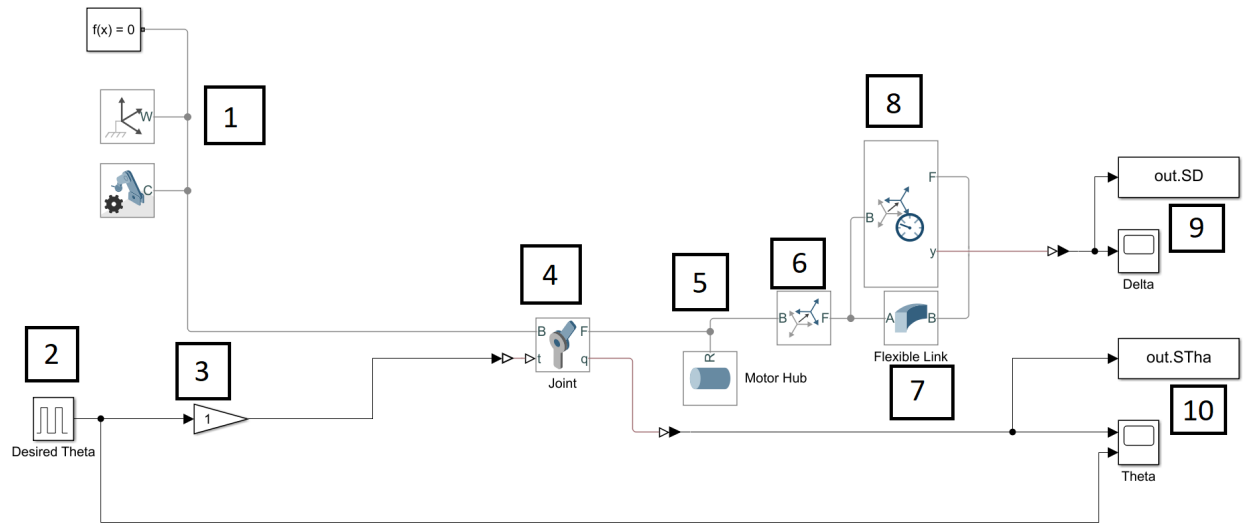 f(x) = 0
W
1
C
8
F
B
y
out.SD
9
Delta
4
5
6
B
F
t
q
R
Motor Hub
Joint
B
F
A
B
Flexible Link
7
out.STha
10
Theta
2
3
1
Desired Theta